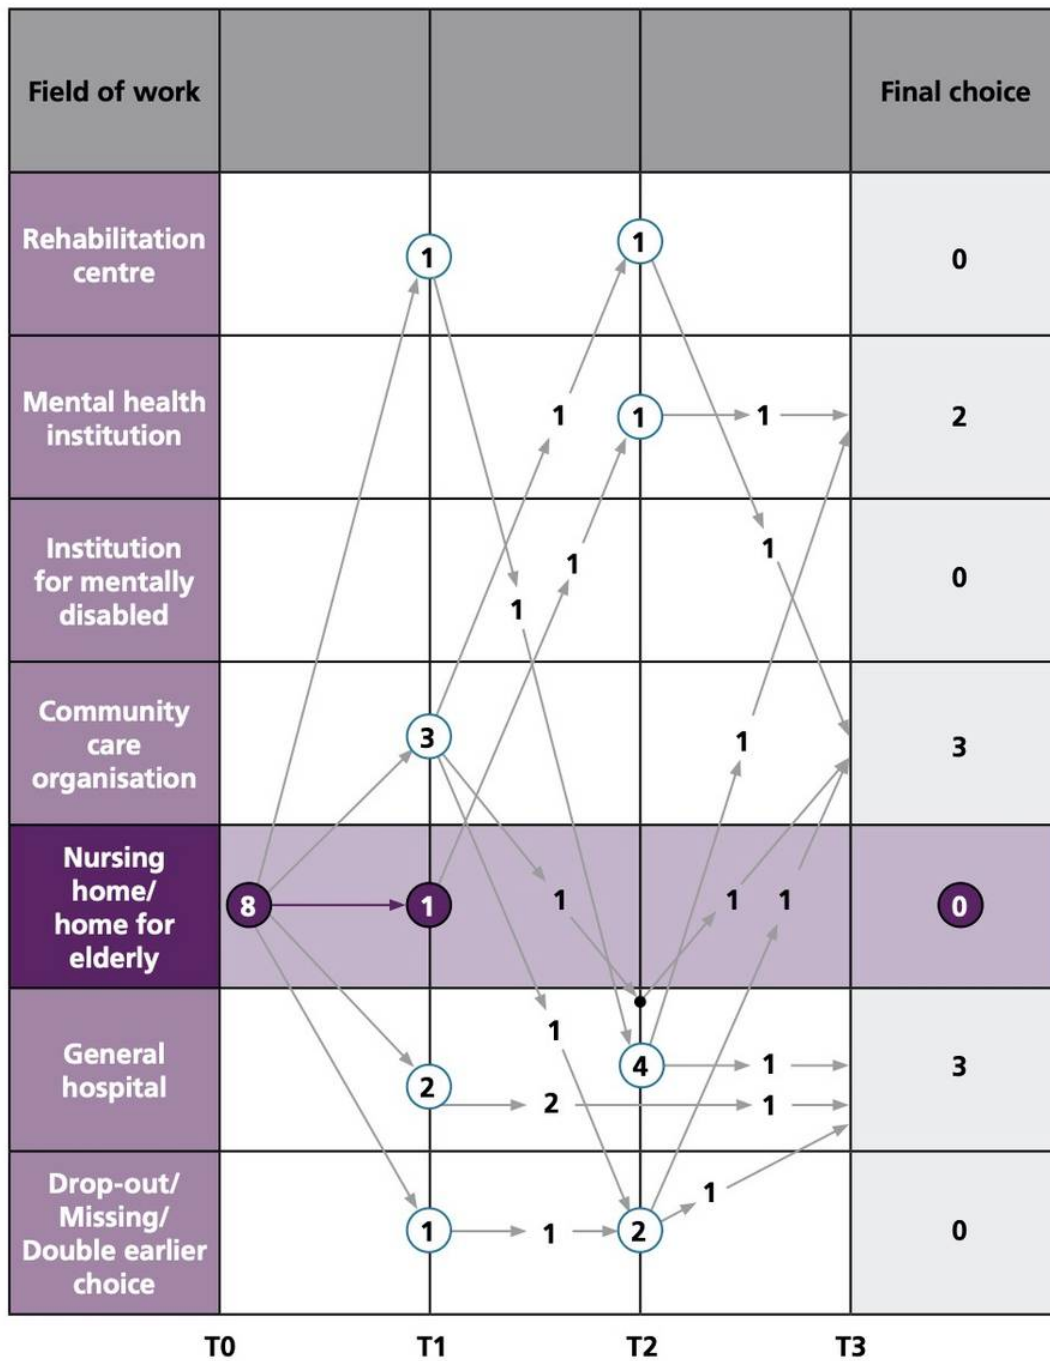 Field of work
Final choice
Rehabilitation
centre
1
1
0
Mental health
institution
1
1
1
2
Institution
for mentally
disabled
1
1
1
0
Community
care
organisation
3
1
3
Nursing
home/
home for
elderly
8
1
1
1
1
0
General
hospital
2
1
2
4
1
1
3
Drop-out/
Missing/
Double earlier
choice
1
1
2
1
0
T0
T1
T2
T3